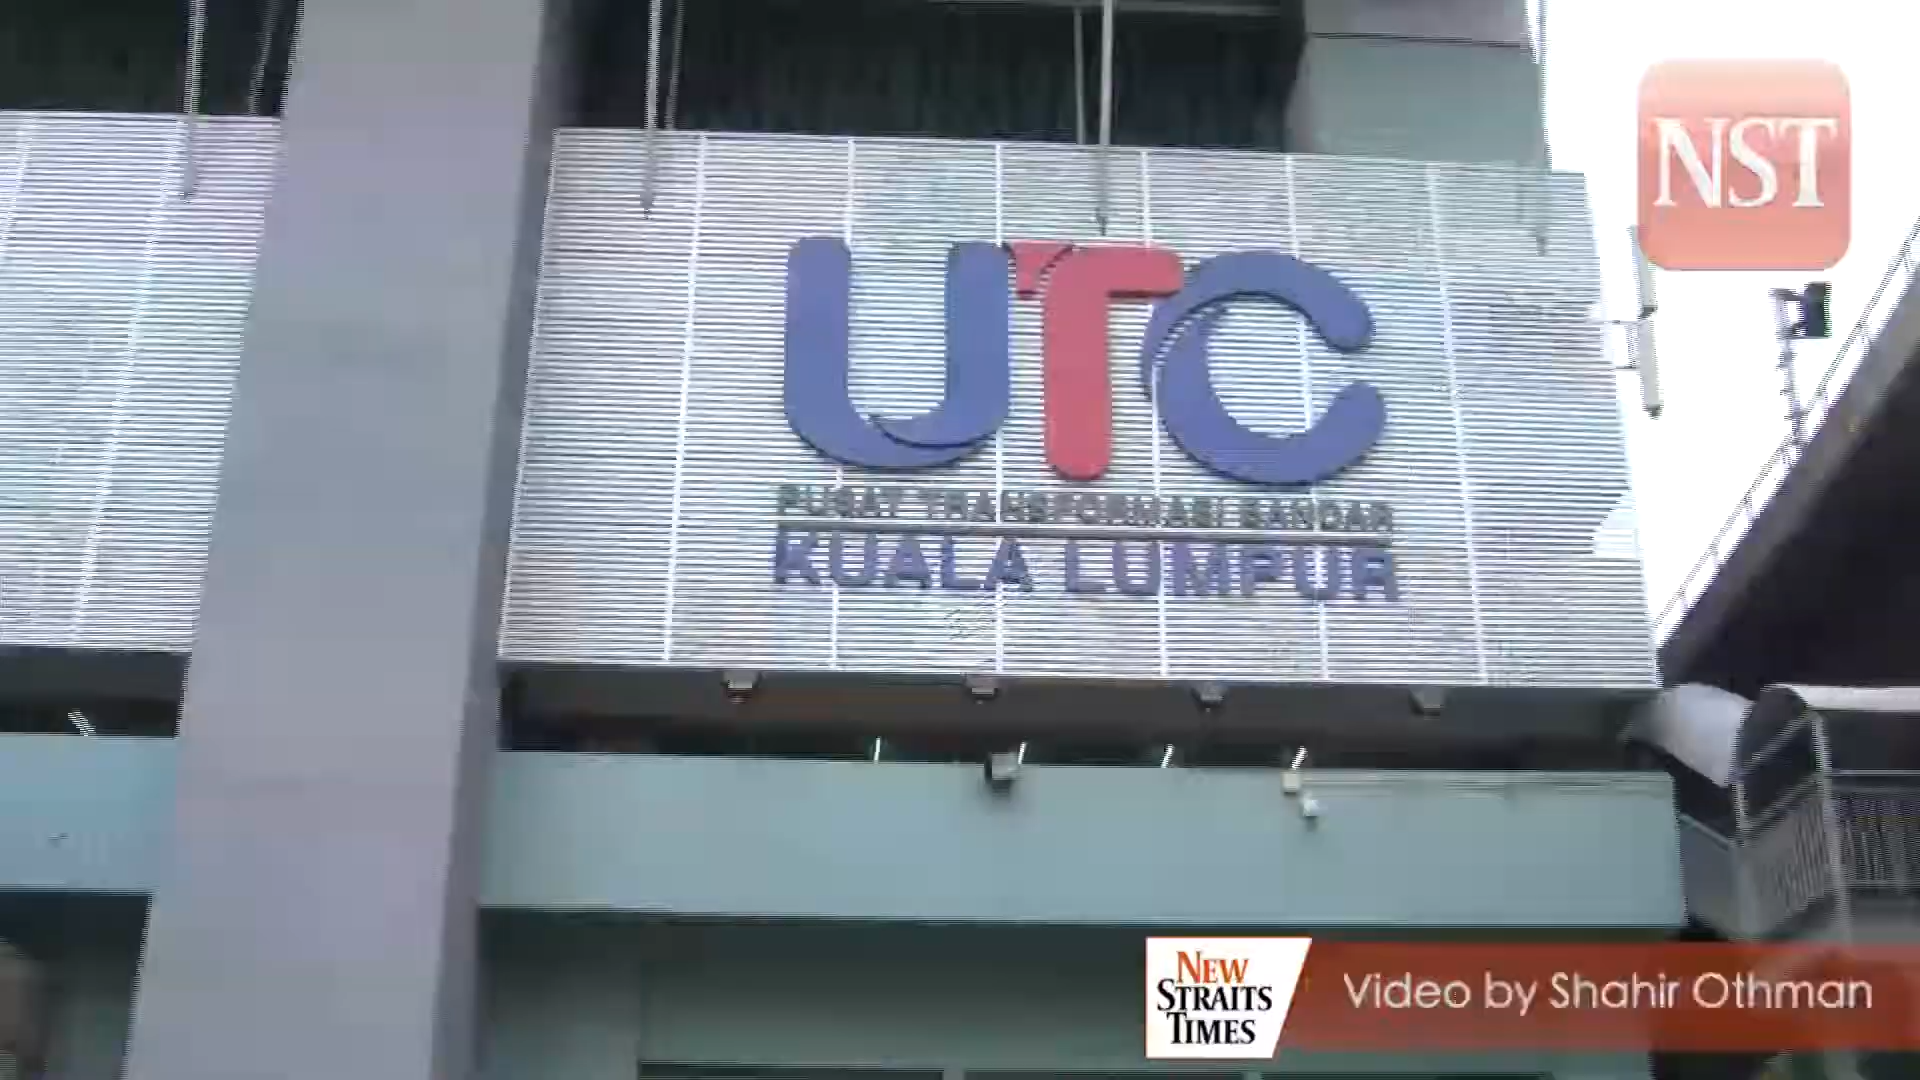 NST
UTC
PUSAT TRANSFORMASI BANDAR
KUALA LUMPUR
NEW
STRAITS
TIMES
Video by Shahir Othman